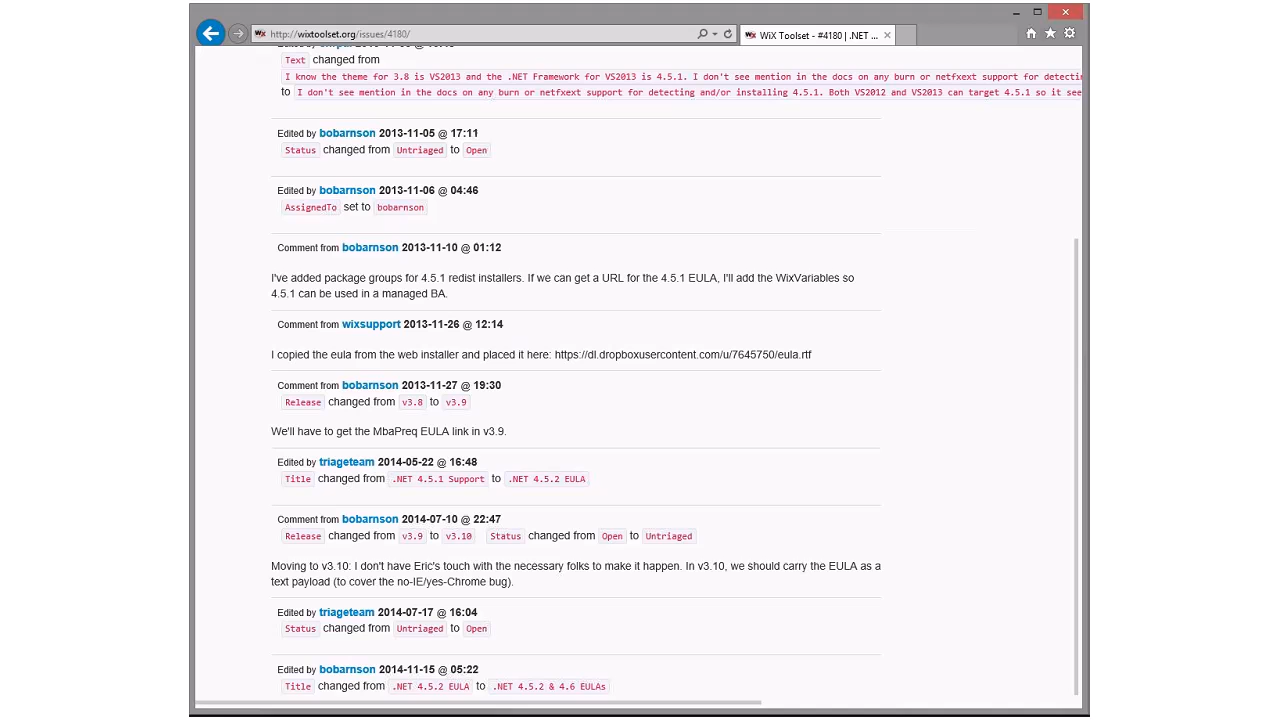 http://wixtoolset.org/issues/4180/
WiX Toolset - #4180 | .NET ...
Text changed from
I know the theme for 3.8 is VS2013 and the .NET Framework for VS2013 is 4.5.1. I don't see mention in the docs on any burn or netfxext support for detectin
to I don't see mention in the docs on any burn or netfxext support for detecting and/or installing 4.5.1. Both VS2012 and VS2013 can target 4.5.1 so it see
Edited by bobarnson 2013-11-05 @ 17:11
Status changed from Untriaged to Open
Edited by bobarnson 2013-11-06 @ 04:46
AssignedTo set to bobarnson
Comment from bobarnson 2013-11-10 @ 01:12
I've added package groups for 4.5.1 redist installers. If we can get a URL for the 4.5.1 EULA, I'll add the WixVariables so
4.5.1 can be used in a managed BA.
Comment from wixsupport 2013-11-26 @ 12:14
I copied the eula from the web installer and placed it here: https://dl.dropboxusercontent.com/u/7645750/eula.rtf
Comment from bobarnson 2013-11-27 @ 19:30
Release changed from v3.8 to v3.9
We'll have to get the MbaPreq EULA link in v3.9.
Edited by triageteam 2014-05-22 @ 16:48
Title changed from .NET 4.5.1 Support to .NET 4.5.2 EULA
Comment from bobarnson 2014-07-10 @ 22:47
Release changed from v3.9 to v3.10 Status changed from Open to Untriaged
Moving to v3.10: I don't have Eric's touch with the necessary folks to make it happen. In v3.10, we should carry the EULA as a
text payload (to cover the no-IE/yes-Chrome bug).
Edited by triageteam 2014-07-17 @ 16:04
Status changed from Untriaged to Open
Edited by bobarnson 2014-11-15 @ 05:22
Title changed from .NET 4.5.2 EULA to .NET 4.5.2 & 4.6 EULAs